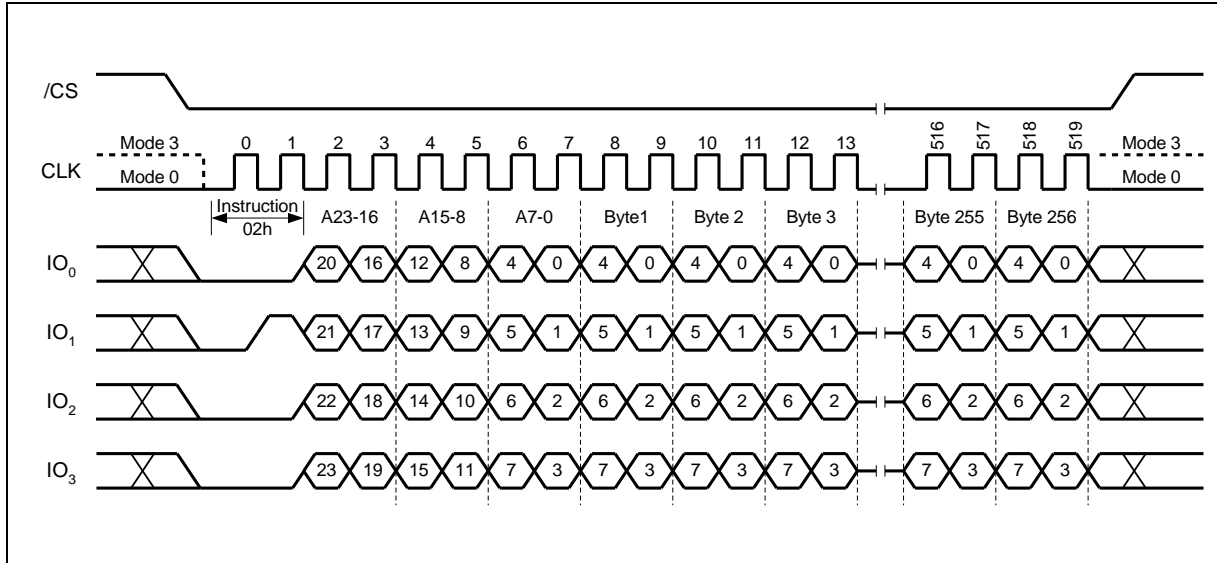 /CS
Mode 3 0 1 2 3 4 5 6 7 8 9 10 11 12 13 516 517 518 519 Mode 3
CLK
Mode 0 Mode 0
Instruction
02h
A23-16 A15-8 A7-0 Byte1 Byte 2 Byte 3 Byte 255 Byte 256
IO0 20 16 12 8 4 0 4 0 4 0 4 0 4 0 4 0
IO1 21 17 13 9 5 1 5 1 5 1 5 1 5 1 5 1
IO2 22 18 14 10 6 2 6 2 6 2 6 2 6 2 6 2
IO3 23 19 15 11 7 3 7 3 7 3 7 3 7 3 7 3